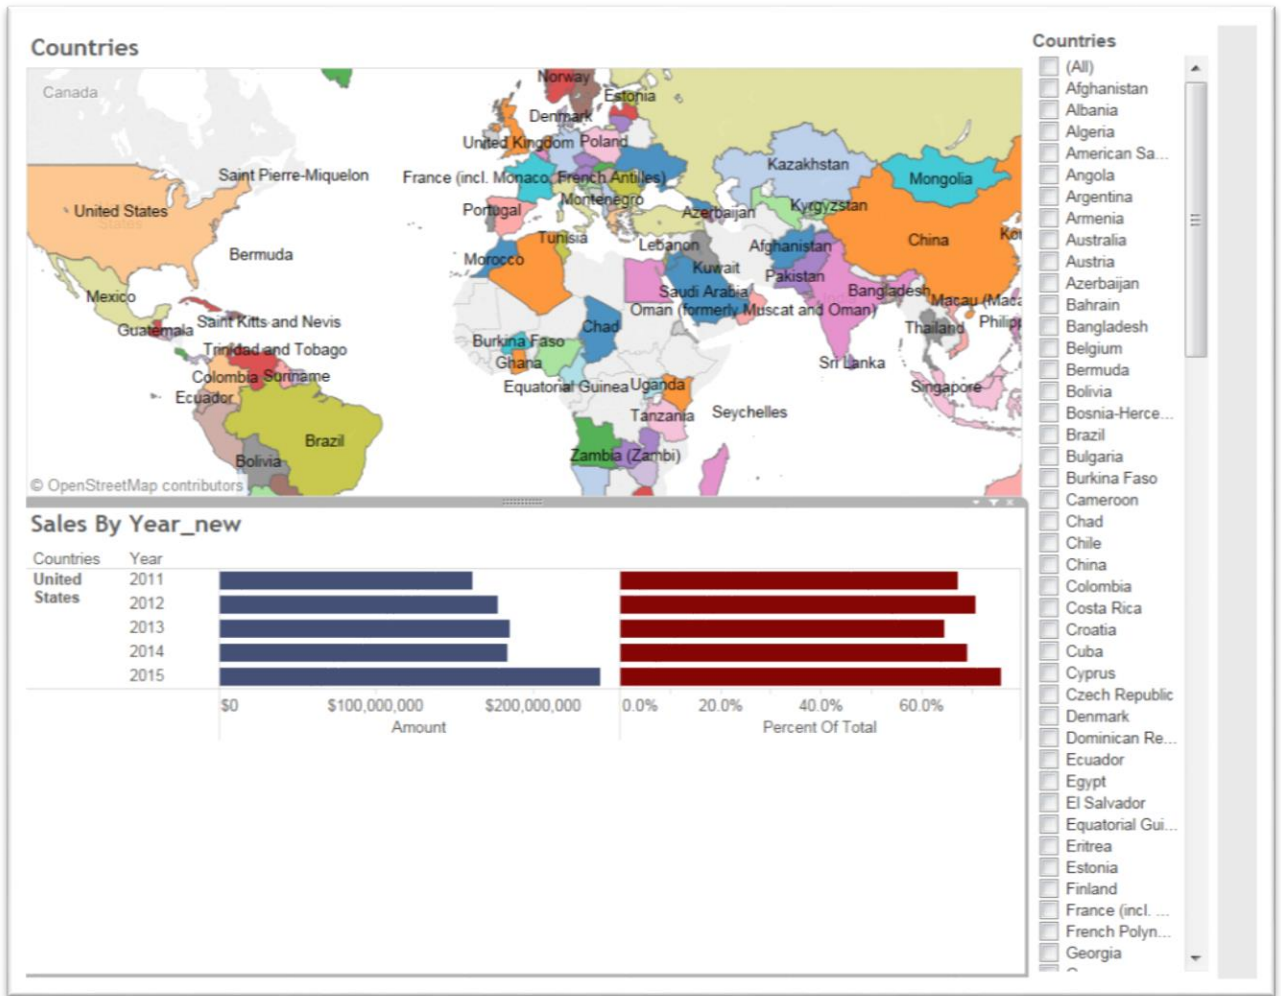 Countries
Canada
Norway
Estonia
Denmark
United Kingdom
Poland
Kazakhstan
Saint Pierre-Miquelon
France (incl. Monaco, French Antilles)
Mongolia
United States
States
Portugal
Montenegro
Azerbaijan
Kyrgyzstan
Tunisia
Lebanon
Afghanistan
China
Bermuda
Morocco
Kuwait
Pakistan
Mexico
Saudi Arabia
Bangladesh
Macau (Maca
Guatemala
Saint Kitts and Nevis
Oman (formerly Muscat and Oman)
Philipp
Chad
Thailand
Trinidad and Tobago
Burkina Faso
Ghana
Sri Lanka
Colombia
Suriname
Equatorial Guinea
Uganda
Singapore
Ecuador
Tanzania
Seychelles
Brazil
Bolivia
Zambia (Zambi)
© OpenStreetMap contributors
Sales By Year_new
Countries Year
United States
2011
2012
2013
2014
2015
$0 $100,000,000 $200,000,000
Amount
0.0% 20.0% 40.0% 60.0%
Percent Of Total
Countries
(All)
Afghanistan
Albania
Algeria
American Sa...
Angola
Argentina
Armenia
Australia
Austria
Azerbaijan
Bahrain
Bangladesh
Belgium
Bermuda
Bolivia
Bosnia-Herce...
Brazil
Bulgaria
Burkina Faso
Cameroon
Chad
Chile
China
Colombia
Costa Rica
Croatia
Cuba
Cyprus
Czech Republic
Denmark
Dominican Re...
Ecuador
Egypt
El Salvador
Equatorial Gui...
Eritrea
Estonia
Finland
France (incl. ...
French Polyn...
Georgia